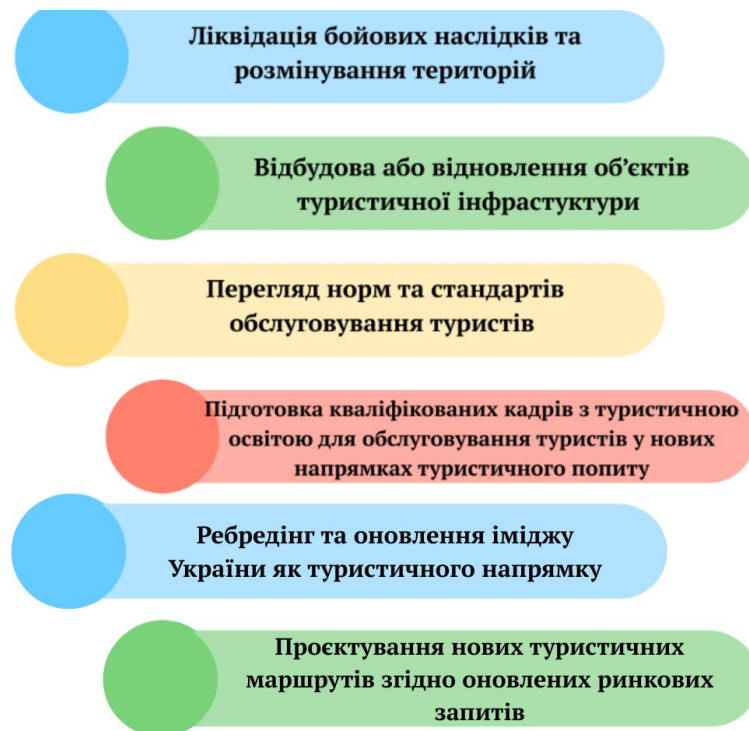 Ліквідація бойових наслідків та
розмінування територій
Відбудова або відновлення об’єктів
туристичної інфрастуктури
Перегляд норм та стандартів
обслуговування туристів
Підготовка кваліфікованих кадрів з туристичною
освітою для обслуговування туристів у нових
напрямках туристичного попиту
Ребредінг та оновлення іміджу
України як туристичного напрямку
Проєктування нових туристичних
маршрутів згідно оновлених ринкових
запитів